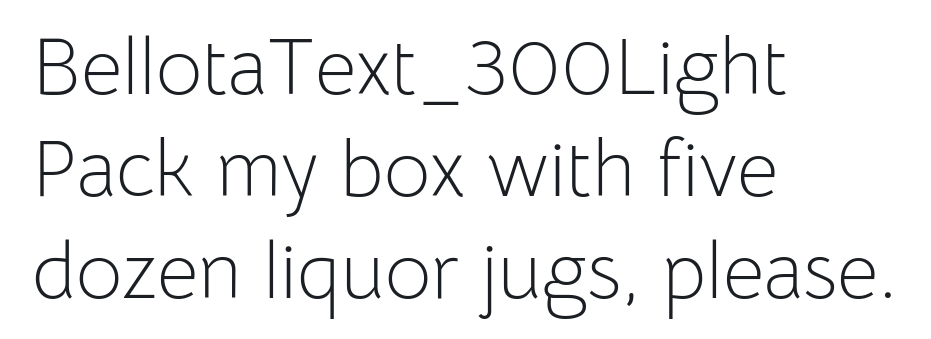 BellotaText_300Light
Pack my box with five
dozen liquor jugs, please.